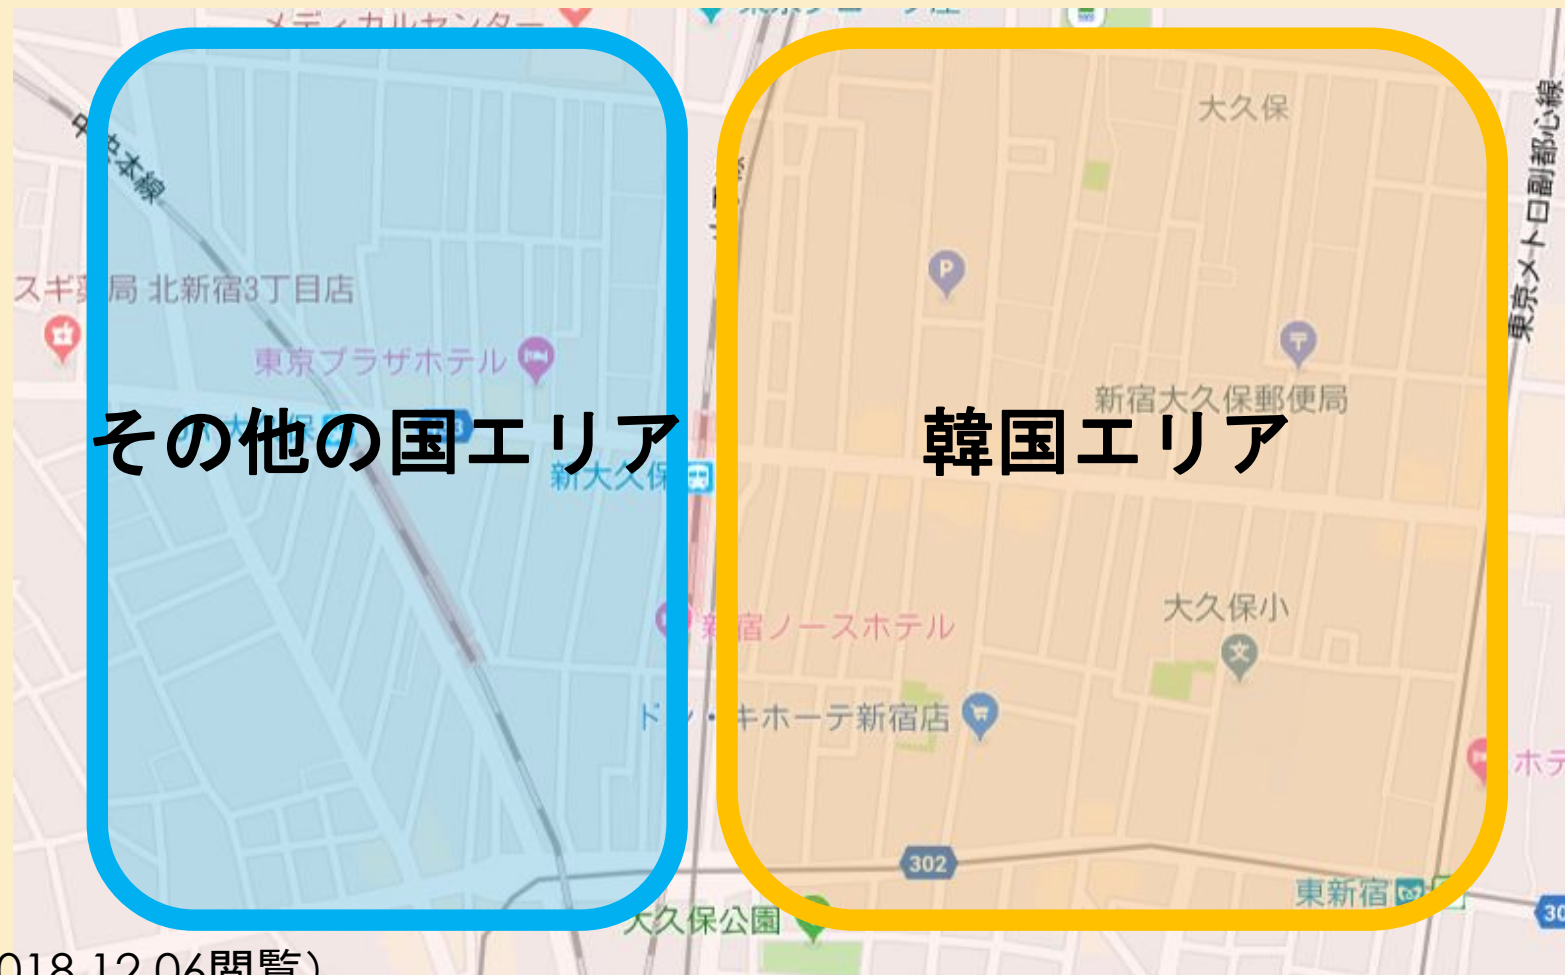 メディカルセンター
大久保
中央本線
東京メトロ副都心線
スギ薬局 北新宿3丁目店
東京プラザホテル
新宿大久保郵便局
その他の国エリア
韓国エリア
新大久保
大久保小
新宿ノースホテル
ドン・キホーテ新宿店
ホテ
302
東新宿
30
大久保公園
018.12.06閲覧）